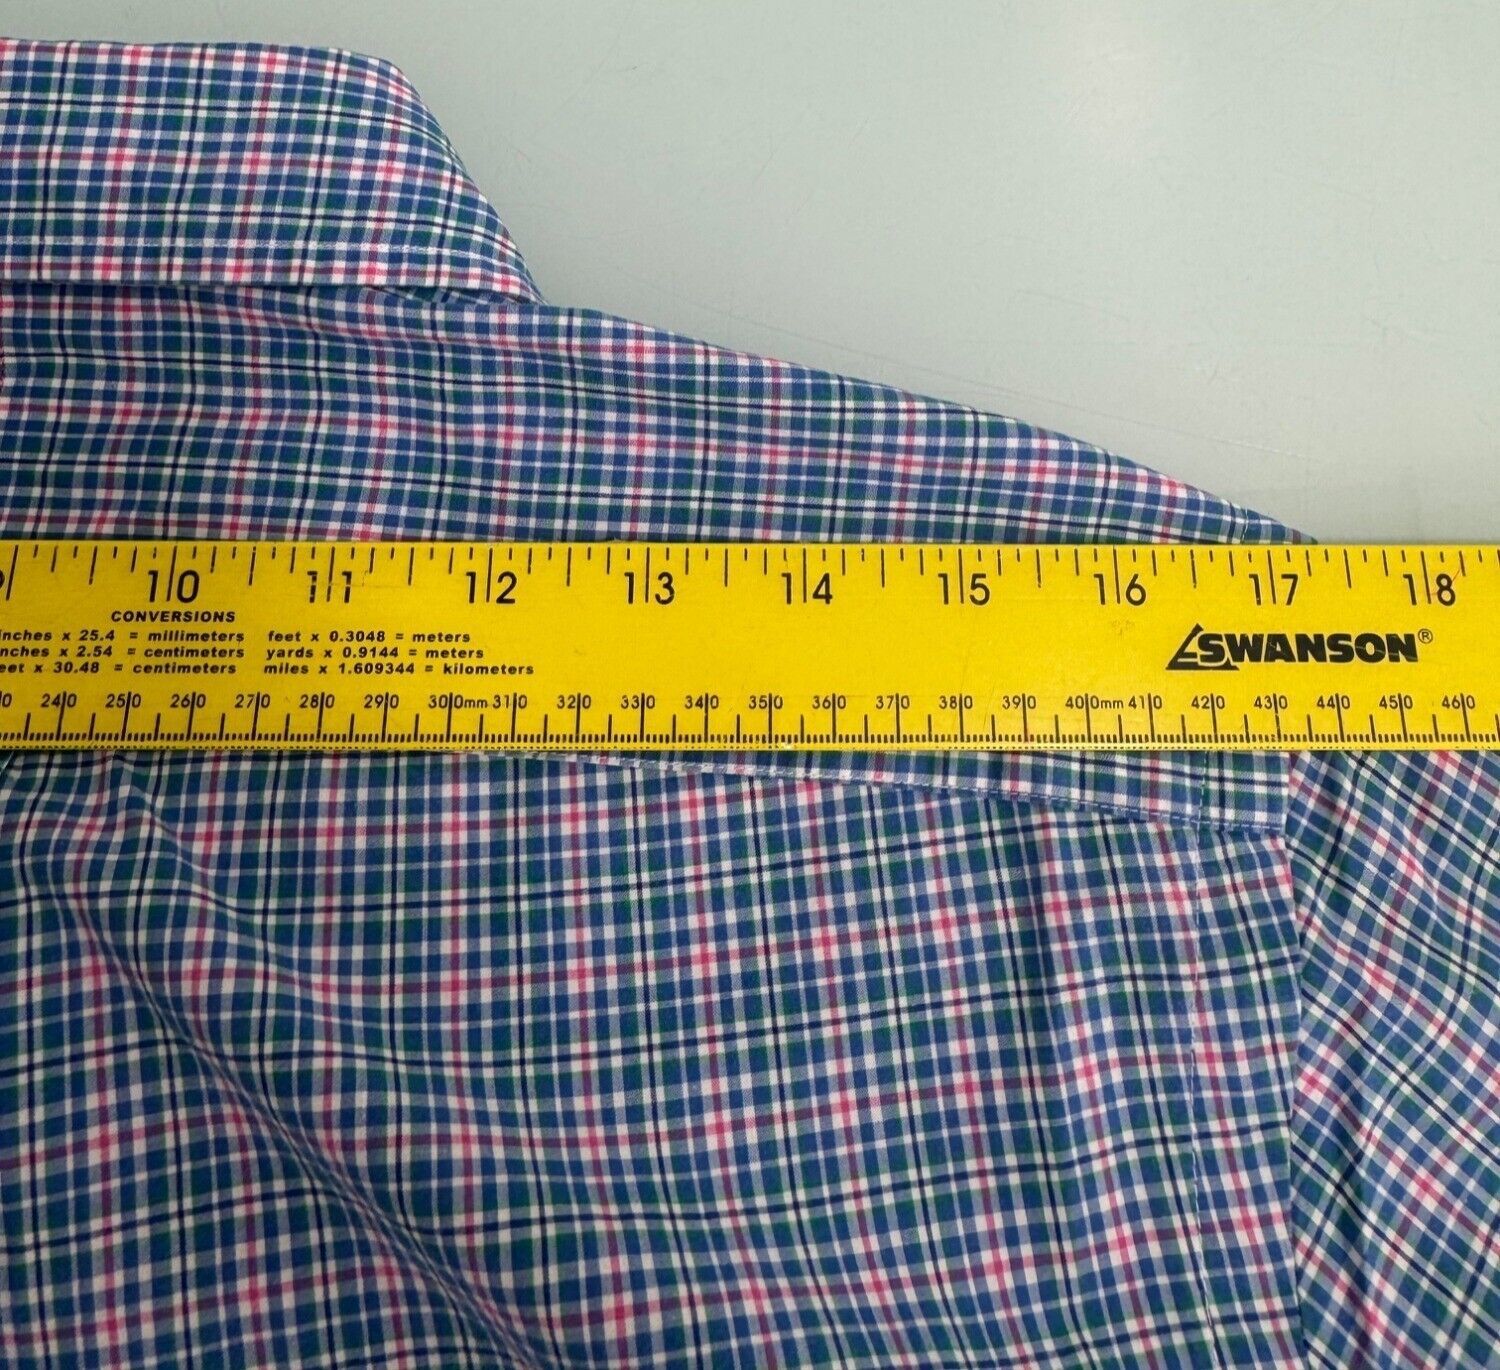 9 10 11 12 13 14 15 16 17 18
CONVERSIONS
inches x 25.4 = millimeters feet x 0.3048 = meters
inches x 2.54 = centimeters yards x 0.9144 = meters
feet x 30.48 = centimeters miles x 1.609344 = kilometers
SWANSON®
240 250 260 270 280 290 300mm 310 320 330 340 350 360 370 380 390 400mm 410 420 430 440 450 460